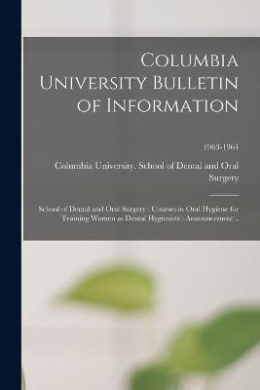 Columbia
University Bulletin
of Information
1963-1964
Columbia University. School of Dental and Oral
Surgery
School of Dental and Oral Surgery : Courses in Oral Hygiene for
Training Women as Dental Hygienists: Announcement ..